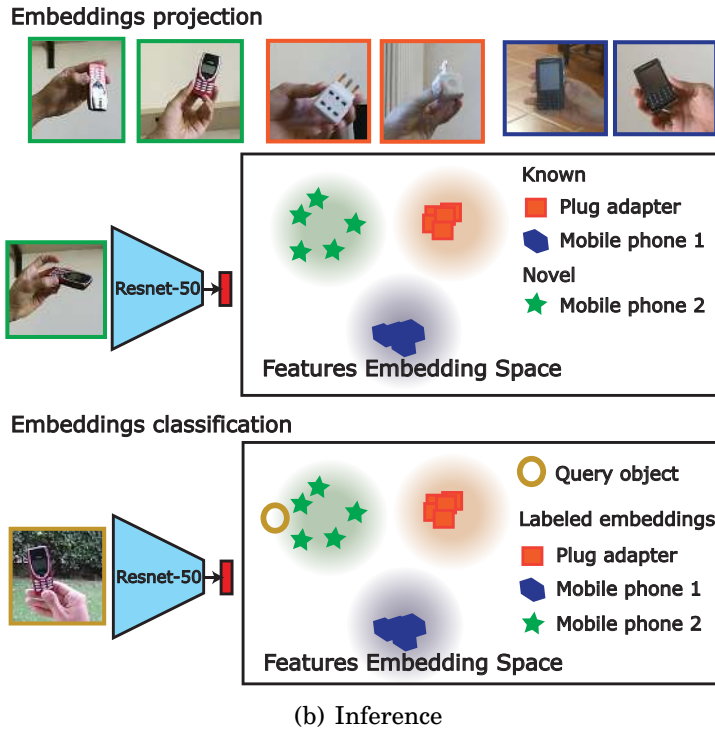 Embeddings projection
Known
Plug adapter
Mobile phone 1
Novel
Mobile phone 2
Resnet-50
Features Embedding Space
Embeddings classification
Query object
Labeled embeddings
Plug adapter
Mobile phone 1
Mobile phone 2
Resnet-50
Features Embedding Space
(b) Inference